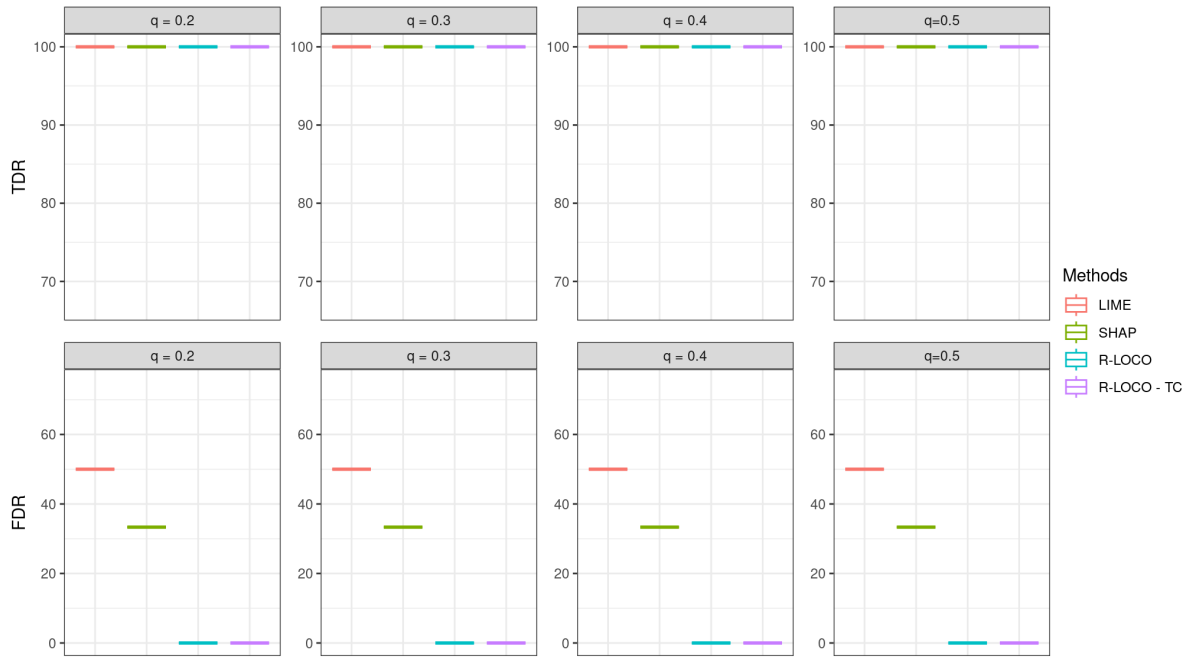 q = 0.2
q = 0.3
q = 0.4
q=0.5
TDR
100
90
80
70
100
90
80
70
100
90
80
70
100
90
80
70
q = 0.2
q = 0.3
q = 0.4
q=0.5
FDR
60
40
20
0
60
40
20
0
60
40
20
0
60
40
20
0
Methods
LIME
SHAP
R-LOCO
R-LOCO - TC